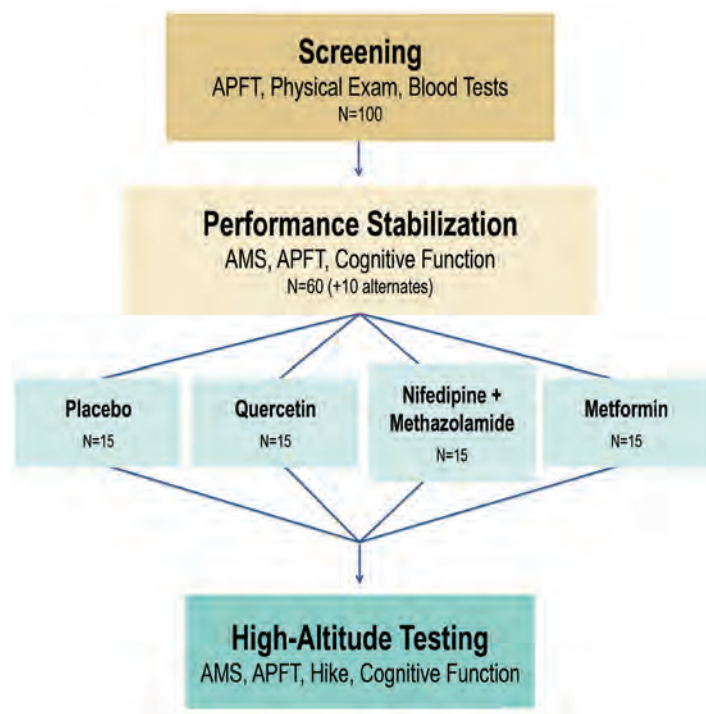 Screening
APFT, Physical Exam, Blood Tests
N=100
Performance Stabilization
AMS, APFT, Cognitive Function
N=60 (+10 alternates)
Placebo
N=15
Quercetin
N=15
Nifedipine +
Methazolamide
N=15
Metformin
N=15
High-Altitude Testing
AMS, APFT, Hike, Cognitive Function